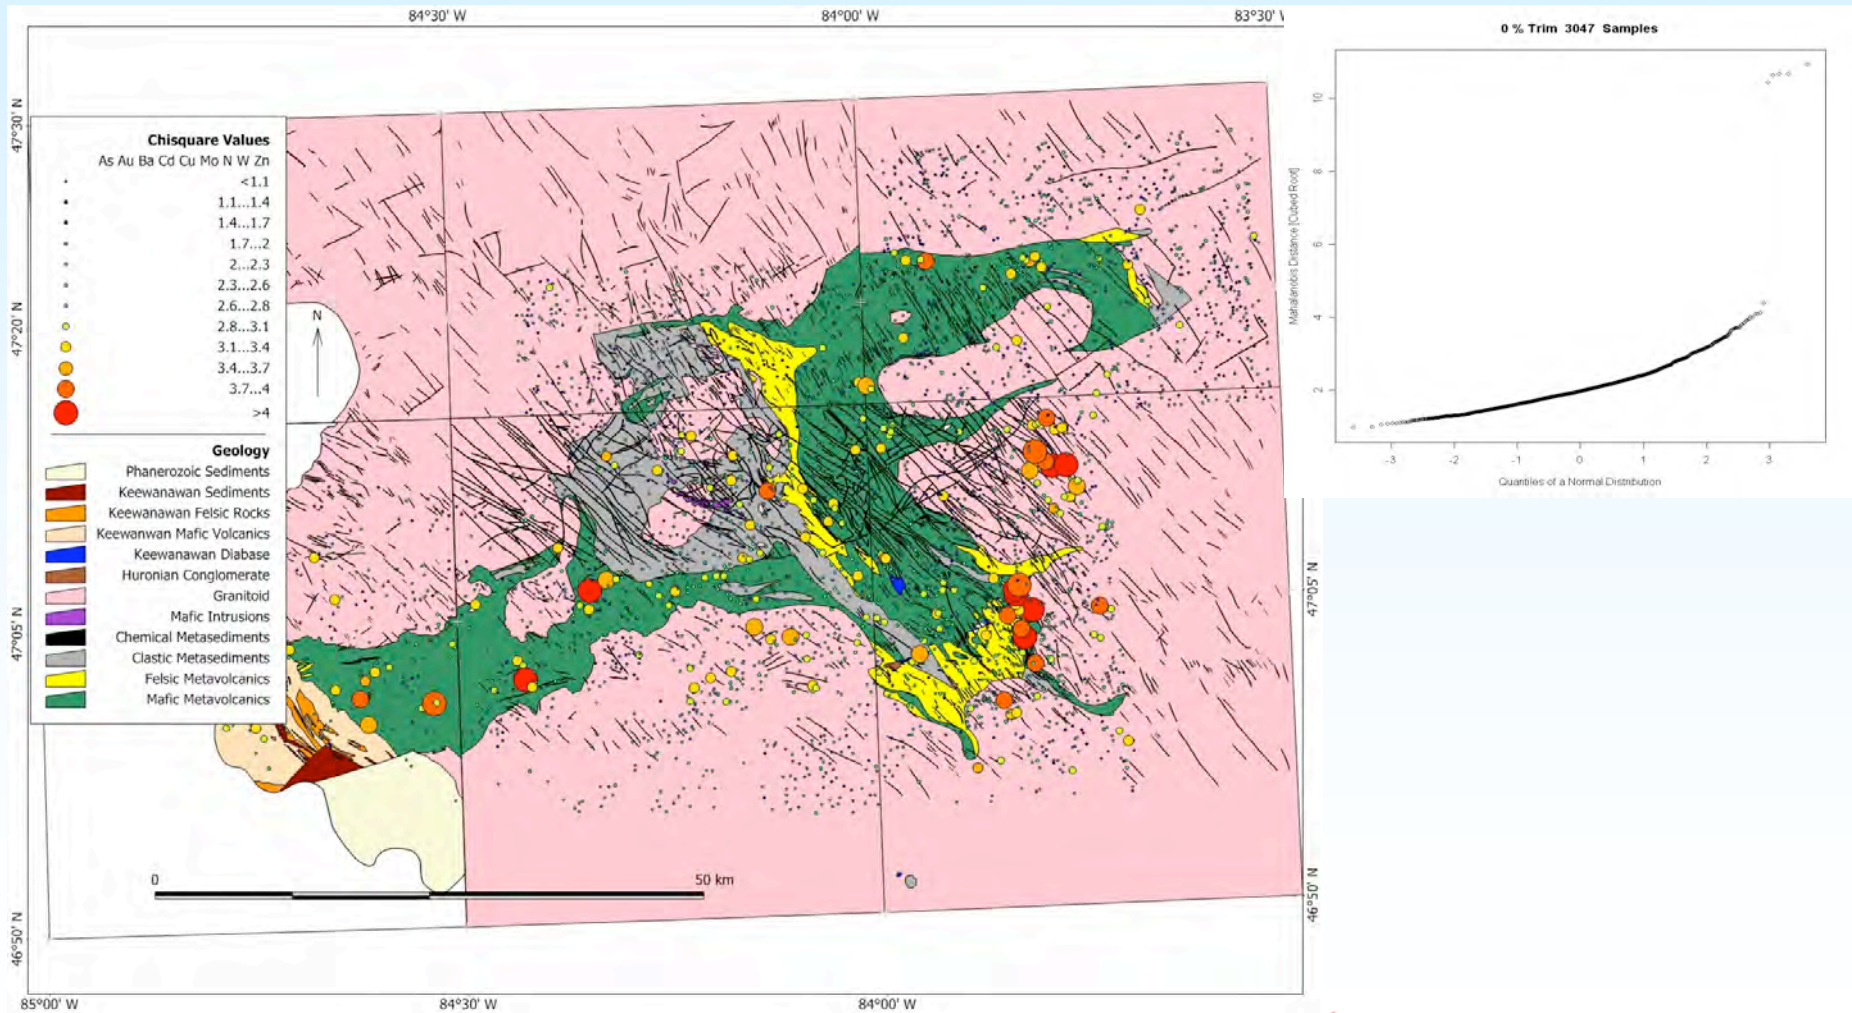 84°30' W
84°00' W
83°30' W
47°30' N
47°20' N
47°05' N
46°50' N
Chisquare Values
As Au Ba Cd Cu Mo N W Zn
<1.1
1.1...1.4
1.4...1.7
1.7...2
2...2.3
2.3...2.6
2.6...2.8
2.8...3.1
3.1...3.4
3.4...3.7
3.7...4
>4
Geology
Phanerozoic Sediments
Keewanawan Sediments
Keewanawan Felsic Rocks
Keewanwan Mafic Volcanics
Keewanawan Diabase
Huronian Conglomerate
Granitoid
Mafic Intrusions
Chemical Metasediments
Clastic Metasediments
Felsic Metavolcanics
Mafic Metavolcanics
N
0 50 km
47°05' N
46°50' N
85°00' W
84°30' W
84°00' W
0 % Trim 3047 Samples
Mahalanobis Distance [Cubed Root]
10
8
6
4
2
-3 -2 -1 0 1 2 3
Quantiles of a Normal Distribution